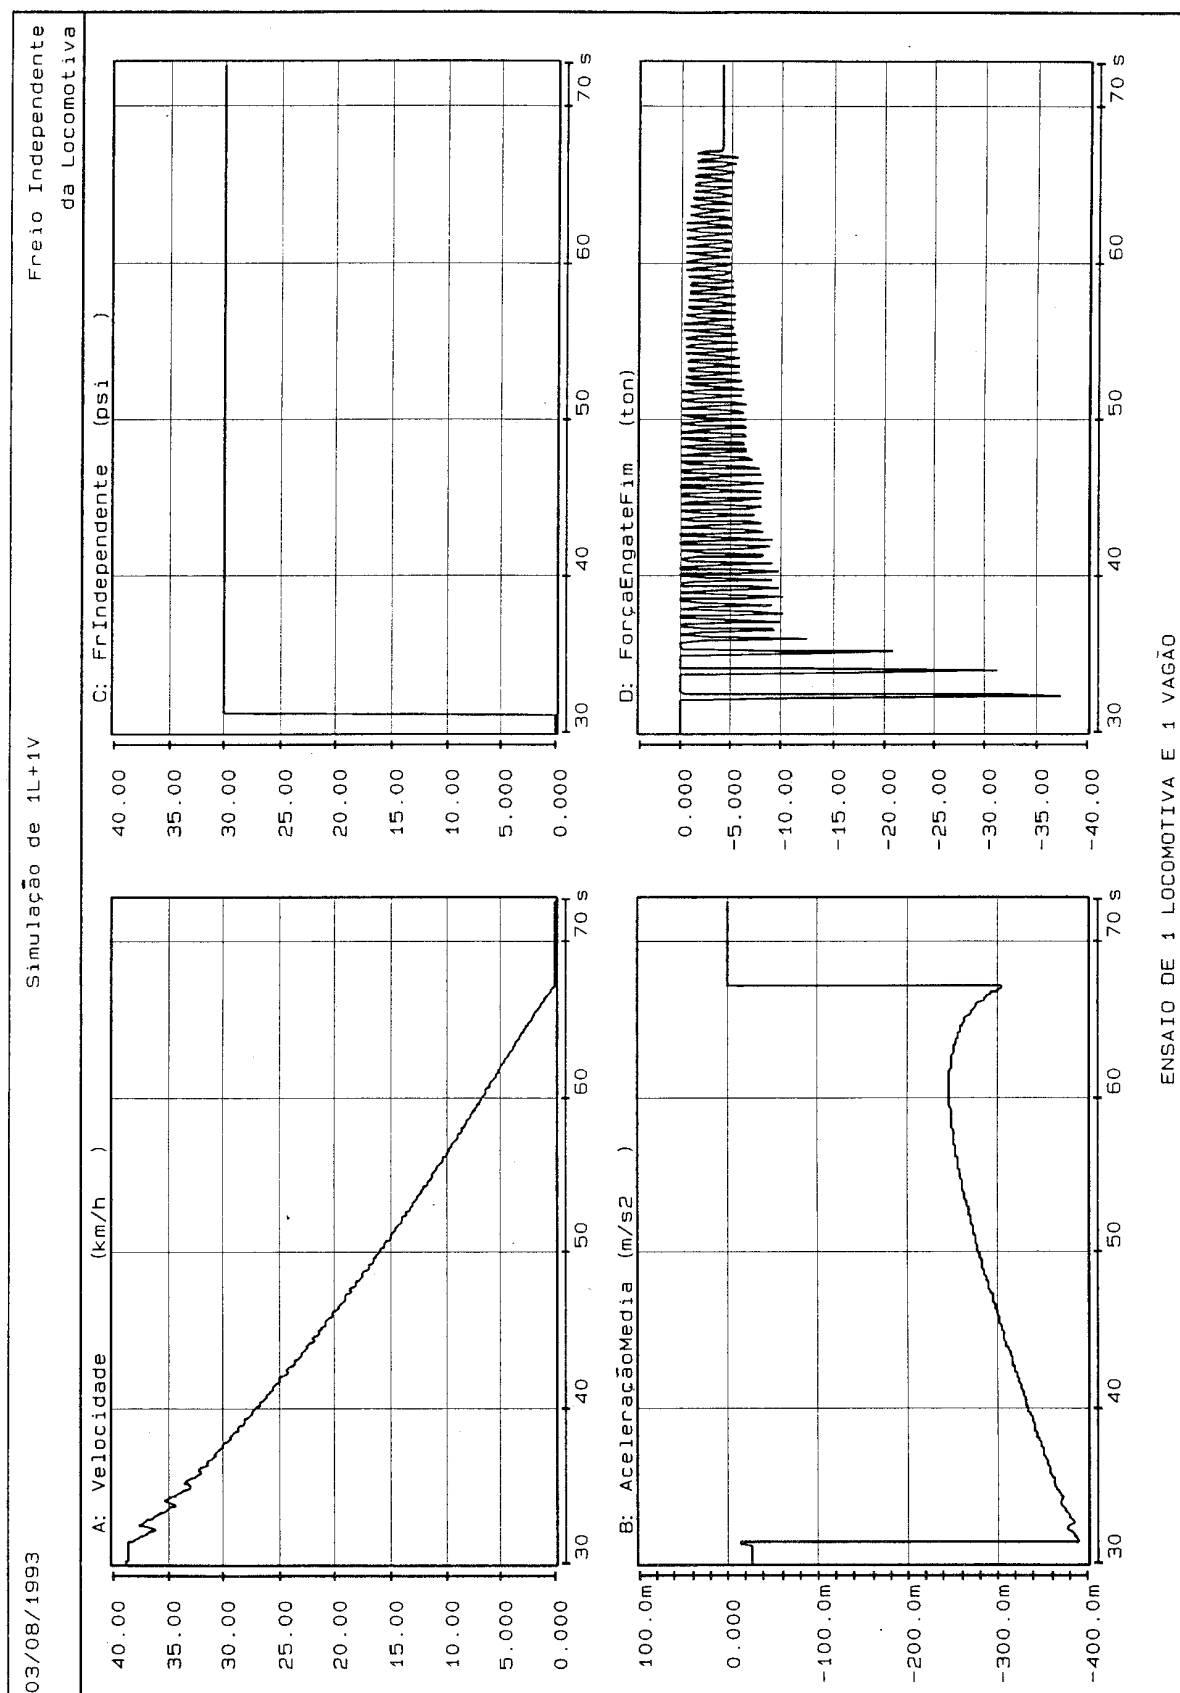 03/08/1993
Simulação de 1L+1V
Freio Independente
da Locomotiva
A: Velocidade (km/h )
40.00
35.00
30.00
25.00
20.00
15.00
10.00
5.000
0.000
30 40 50 60 70 s
C: FrIndependente (psi )
40.00
35.00
30.00
25.00
20.00
15.00
10.00
5.000
0.000
30 40 50 60 70 s
B: AceleraçãoMedia (m/s2 )
100.0m
0.000
-100.0m
-200.0m
-300.0m
-400.0m
30 40 50 60 70 s
D: ForçaEngateFim (ton)
0.000
-5.000
-10.00
-15.00
-20.00
-25.00
-30.00
-35.00
-40.00
30 40 50 60 70 s
ENSAIO DE 1 LOCOMOTIVA E 1 VAGÃO